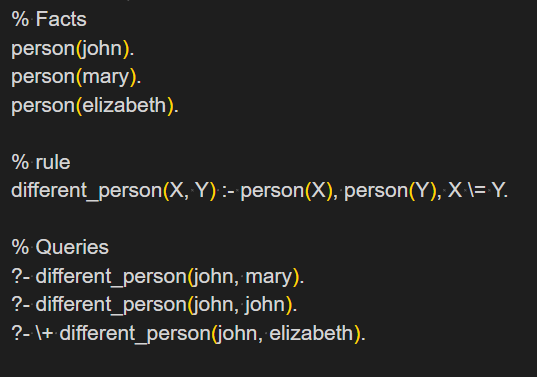 % Facts
person(john).
person(mary).
person(elizabeth).
% rule
different_person(X, Y) :- person(X), person(Y), X \= Y.
% Queries
?- different_person(john, mary).
?- different_person(john, john).
?- \+ different_person(john, elizabeth).